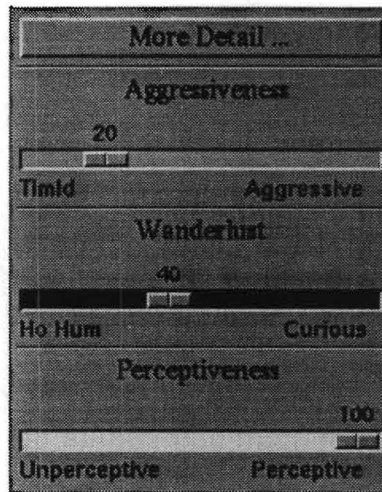 More Detail ...
Aggressiveness
20
Timid Aggressive
Wanderlust
40
Ho Hum Curious
Perceptiveness
100
Unperceptive Perceptive